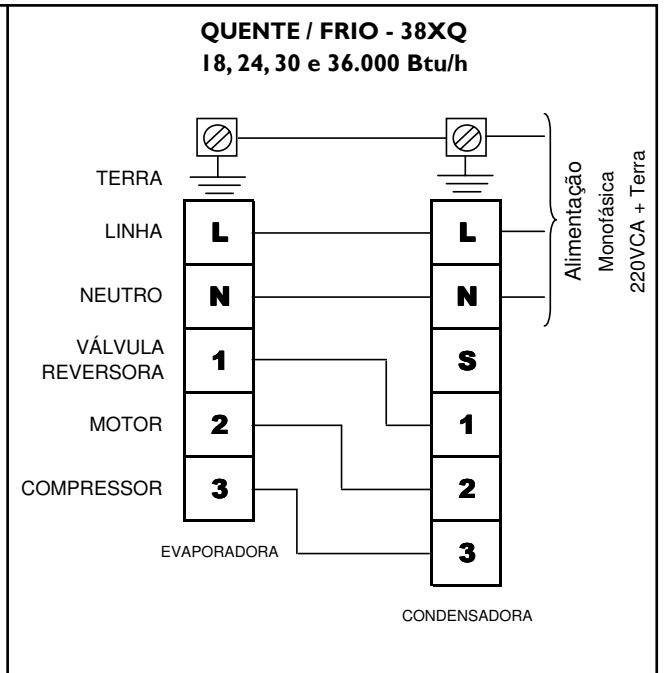 QUENTE / FRIO - 38XQ
18, 24, 30 e 36.000 Btu/h
TERRA
LINHA
NEUTRO
VÁLVULA
REVERSORA
MOTOR
COMPRESSOR
L
N
1
2
3
EVAPORADORA
L
N
S
1
2
3
CONDENSADORA
Alimentação
Monofásica
220VCA + Terra